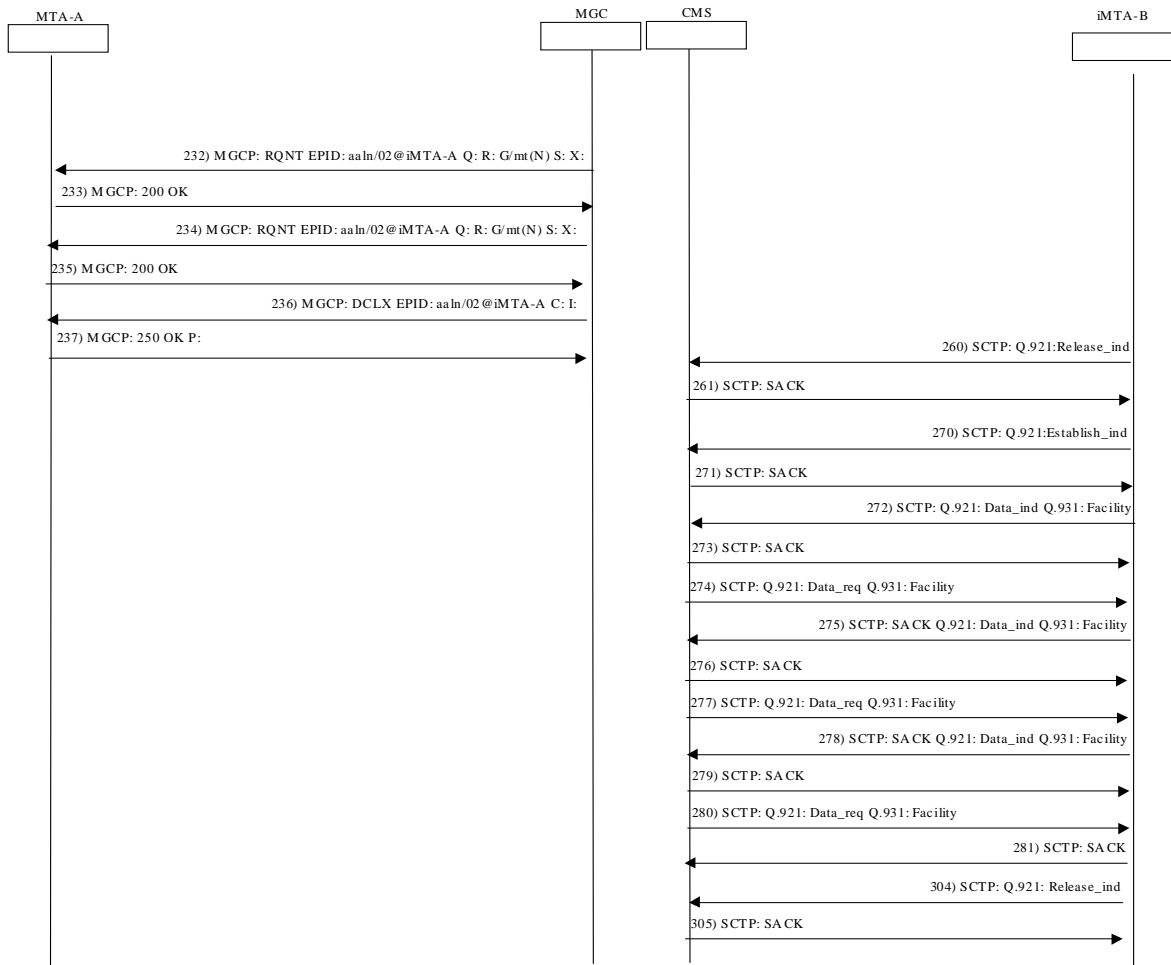 MTA-A
MGC
CMS
iMTA-B
232) MGCP: RQNT EPID: aaln/02@iMTA-A Q: R: G/mt(N) S: X:
233) MGCP: 200 OK
234) MGCP: RQNT EPID: aaln/02@iMTA-A Q: R: G/mt(N) S: X:
235) MGCP: 200 OK
236) MGCP: DCLX EPID: aaln/02@iMTA-A C: I:
237) MGCP: 250 OK P:
260) SCTP: Q.921:Release_ind
261) SCTP: SACK
270) SCTP: Q.921:Establish_ind
271) SCTP: SACK
272) SCTP: Q.921: Data_ind Q.931: Facility
273) SCTP: SACK
274) SCTP: Q.921: Data_req Q.931: Facility
275) SCTP: SACK Q.921: Data_ind Q.931: Facility
276) SCTP: SACK
277) SCTP: Q.921: Data_req Q.931: Facility
278) SCTP: SACK Q.921: Data_ind Q.931: Facility
279) SCTP: SACK
280) SCTP: Q.921: Data_req Q.931: Facility
281) SCTP: SACK
304) SCTP: Q.921: Release_ind
305) SCTP: SACK